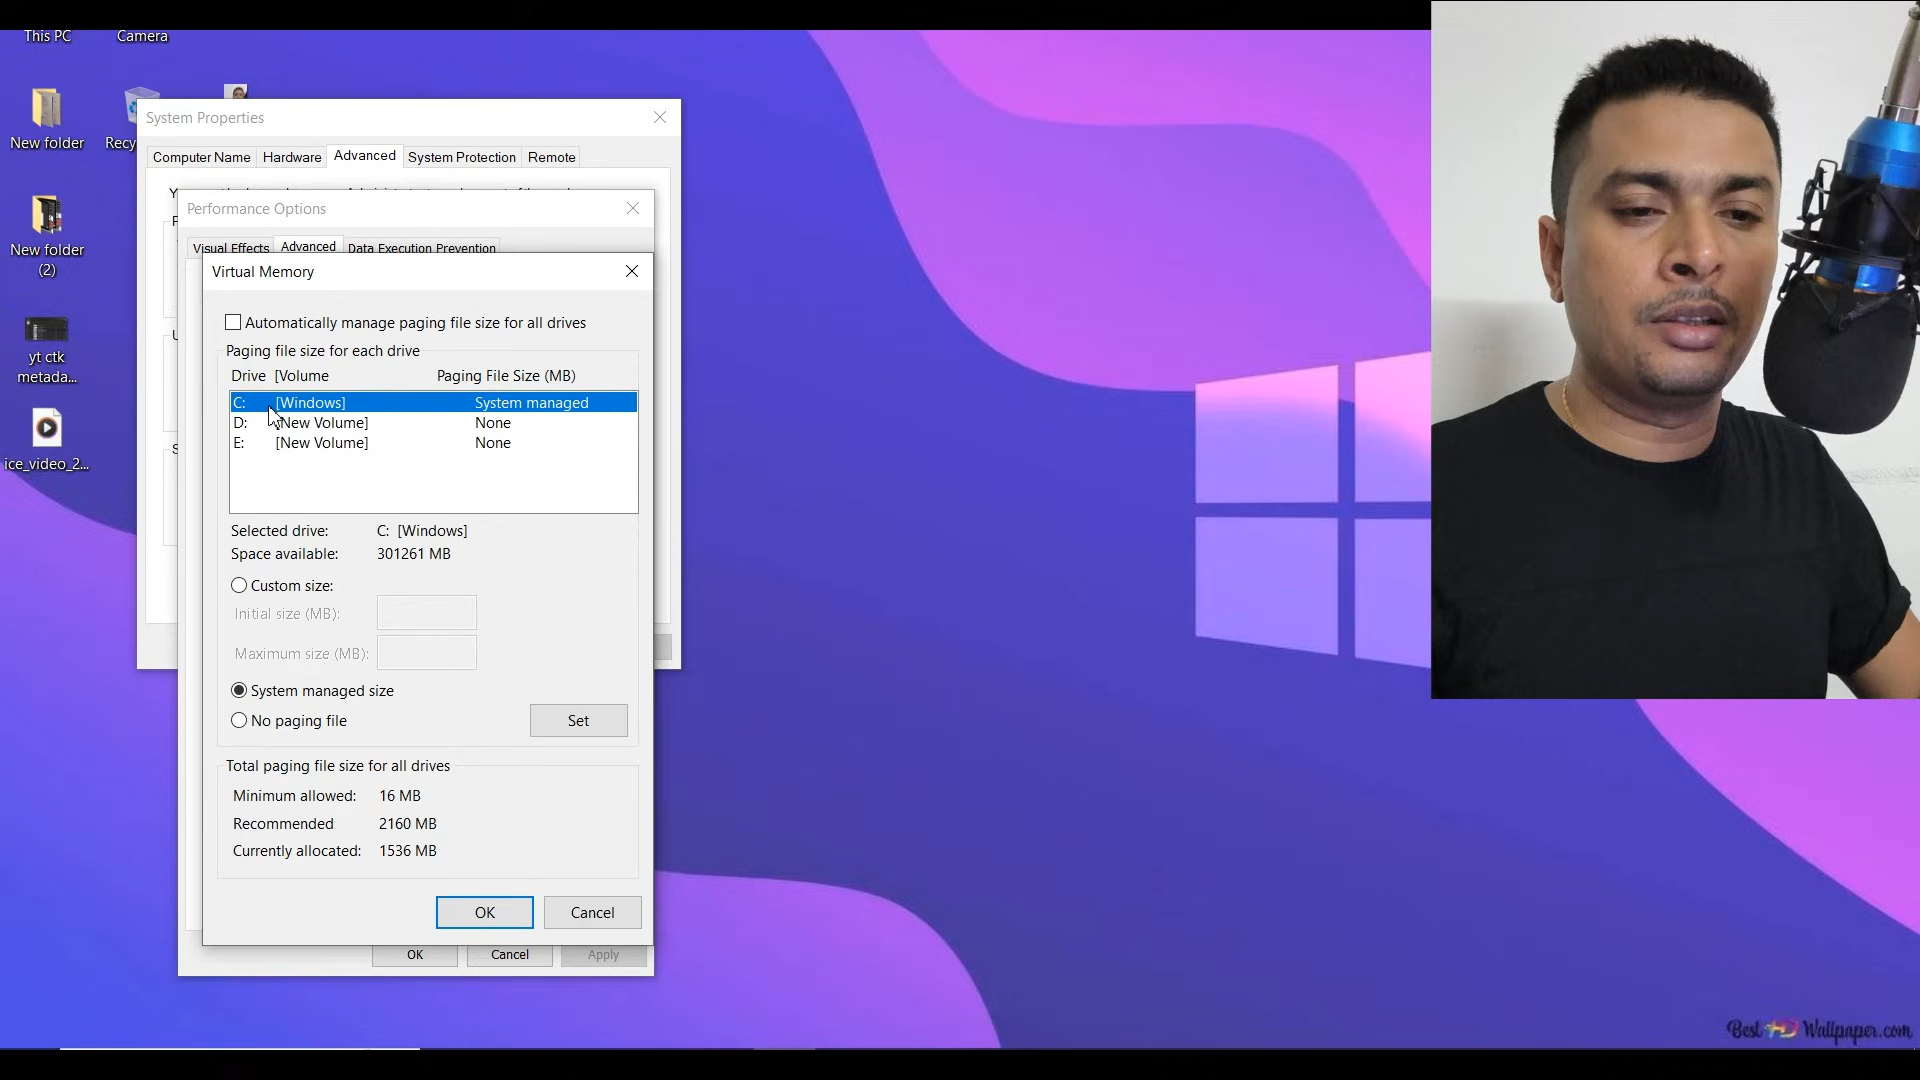 This PC
Camera
New folder
New folder
(2)
yt ctk
metada...
ice_video_2...
System Properties
Computer Name
Hardware
Advanced
System Protection
Remote
Performance Options
Visual Effects
Advanced
Data Execution Prevention
Virtual Memory
Automatically manage paging file size for all drives
Paging file size for each drive
Drive [Volume Paging File Size (MB)
C: [Windows] System managed
D: [New Volume] None
E: [New Volume] None
Selected drive: C: [Windows]
Space available: 301261 MB
Custom size:
Initial size (MB):
Maximum size (MB):
System managed size
No paging file
Set
Total paging file size for all drives
Minimum allowed: 16 MB
Recommended 2160 MB
Currently allocated: 1536 MB
OK
Cancel
OK
Cancel
Apply
Best HD Wallpaper.com